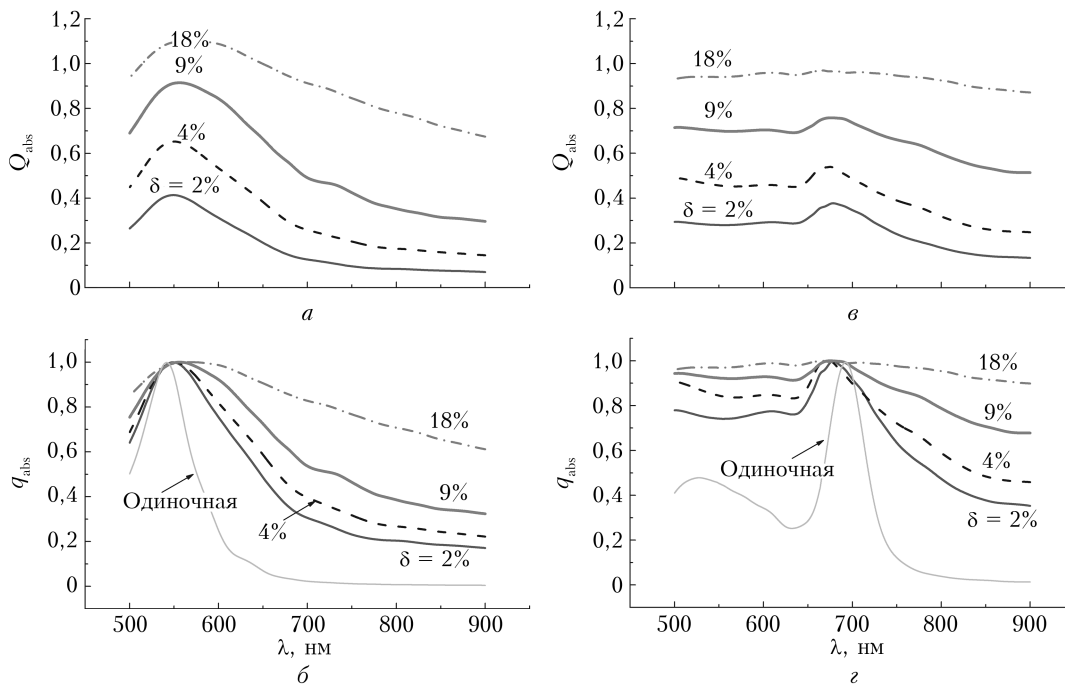 1,2
1,0
0,8
0,6
0,4
0,2
0
Q_abs
18%
9%
4%
δ = 2%
а
1,2
1,0
0,8
0,6
0,4
0,2
0
Q_abs
18%
9%
4%
δ = 2%
в
1,0
0,8
0,6
0,4
0,2
0
q_abs
Одиночная
18%
9%
4%
δ = 2%
500 600 700 800 900
λ, нм
б
1,0
0,8
0,6
0,4
0,2
0
q_abs
Одиночная
18%
9%
4%
δ = 2%
500 600 700 800 900
λ, нм
г